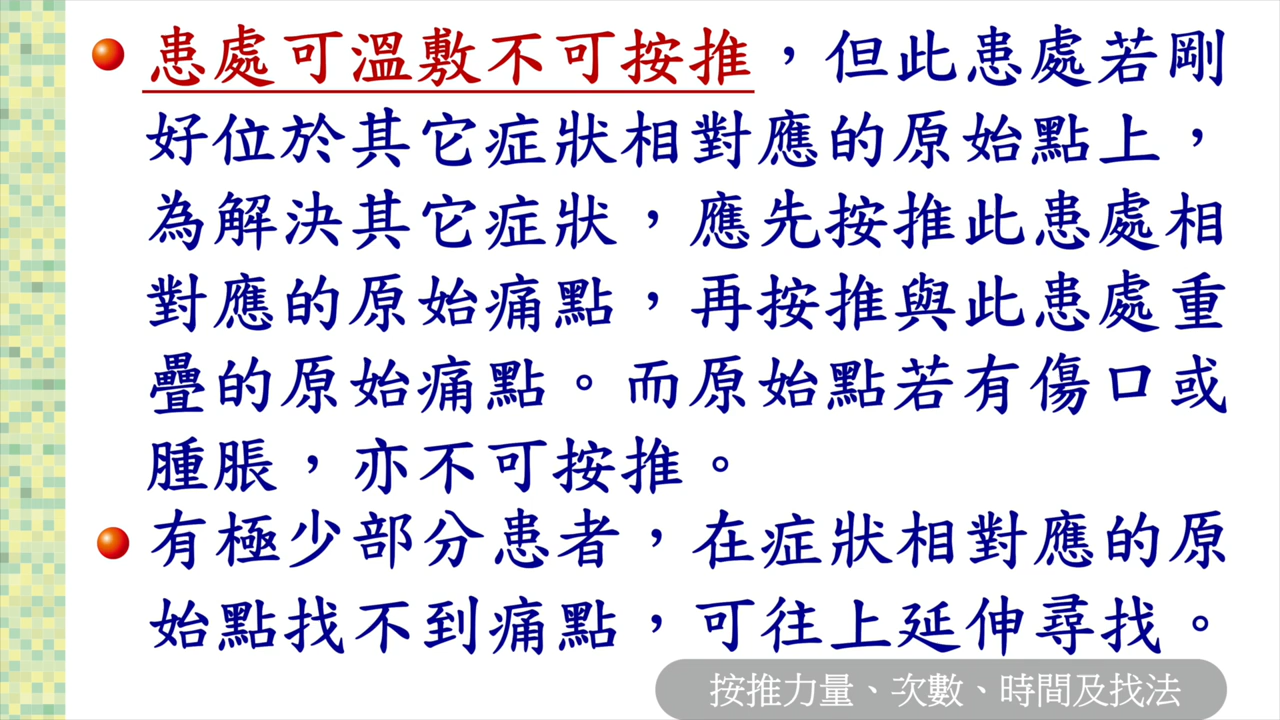 患處可溫敷不可按推，但此患處若剛
好位於其它症狀相對應的原始點上，
為解決其它症狀，應先按推此患處相
對應的原始痛點，再按推與此患處重
疊的原始痛點。而原始點若有傷口或
腫脹，亦不可按推。
有極少部分患者，在症狀相對應的原
始點找不到痛點，可往上延伸尋找。
按推力量、次數、時間及找法